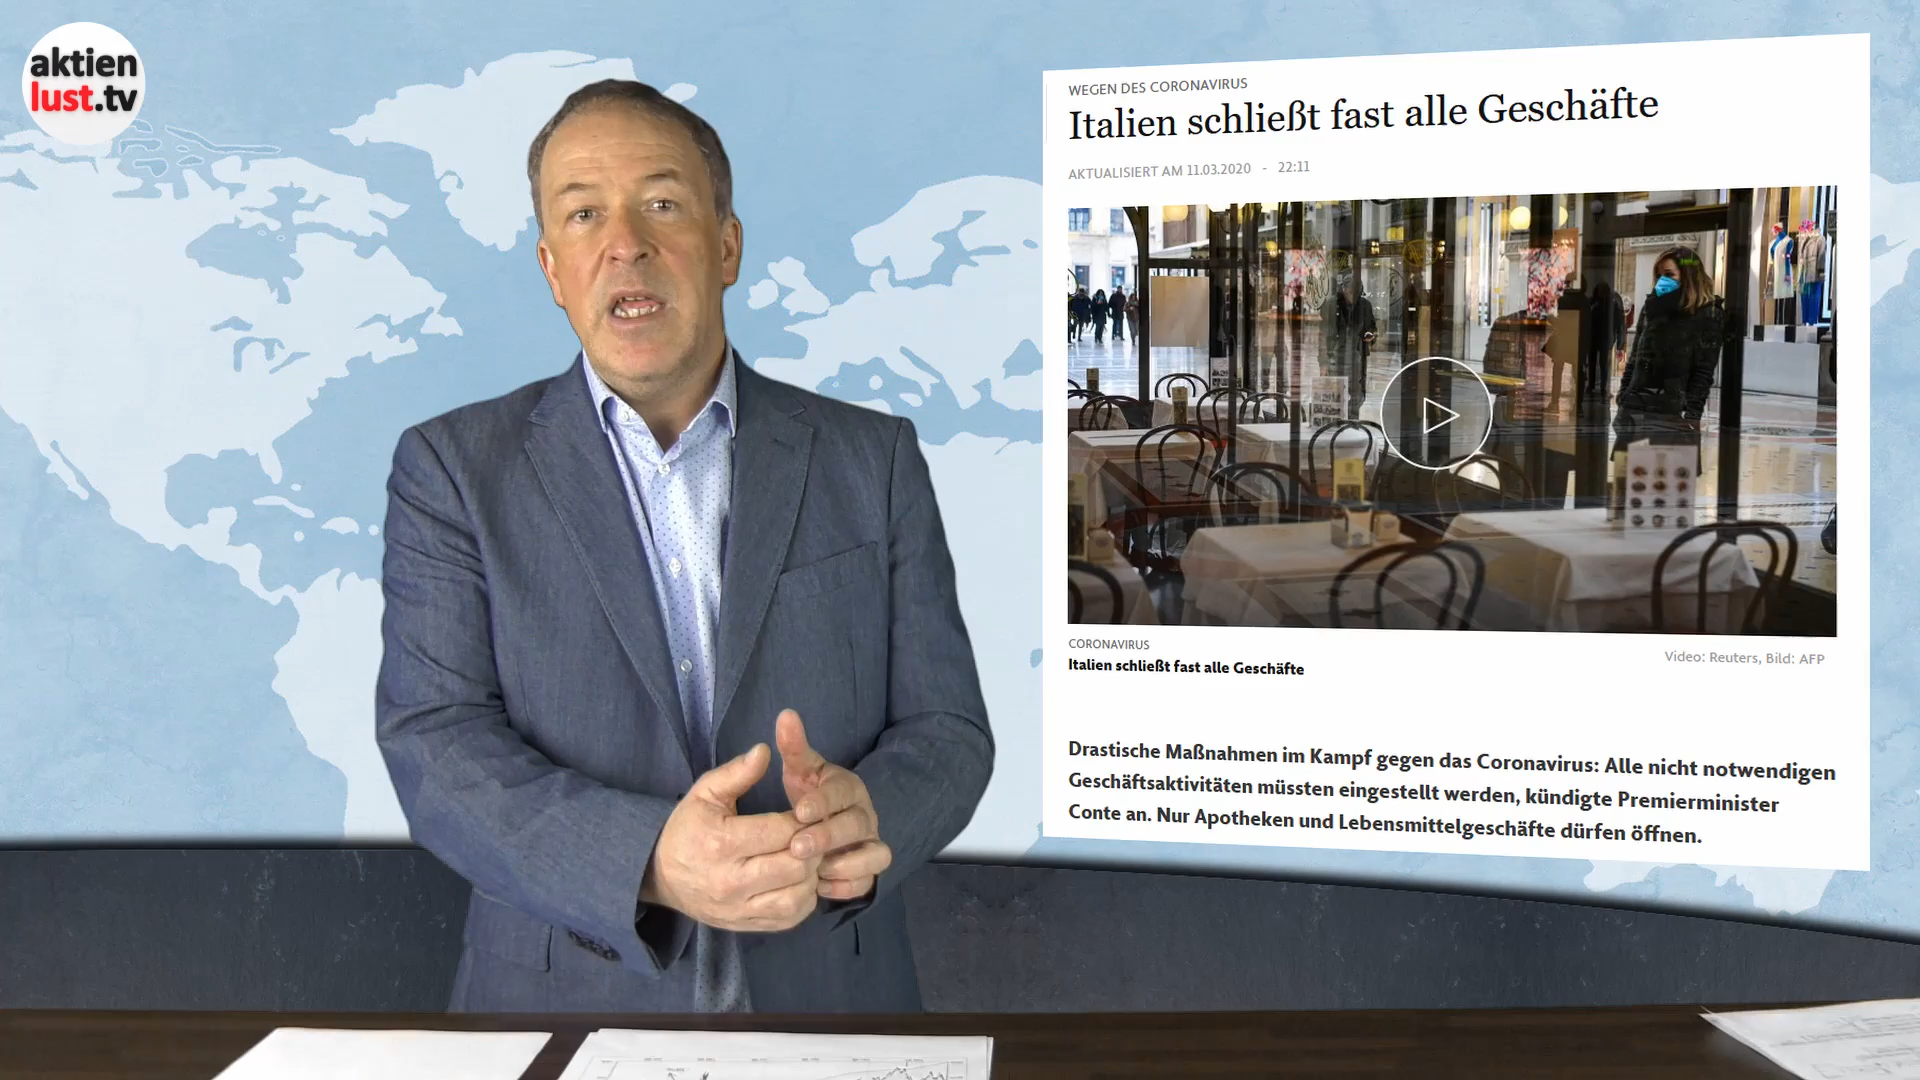 aktien
lust.tv
WEGEN DES CORONAVIRUS
Italien schließt fast alle Geschäfte
AKTUALISIERT AM 11.03.2020 - 22:11
CORONAVIRUS
Italien schließt fast alle Geschäfte
Video: Reuters, Bild: AFP
Drastische Maßnahmen im Kampf gegen das Coronavirus: Alle nicht notwendigen
Geschäftsaktivitäten müssten eingestellt werden, kündigte Premierminister
Conte an. Nur Apotheken und Lebensmittelgeschäfte dürfen öffnen.